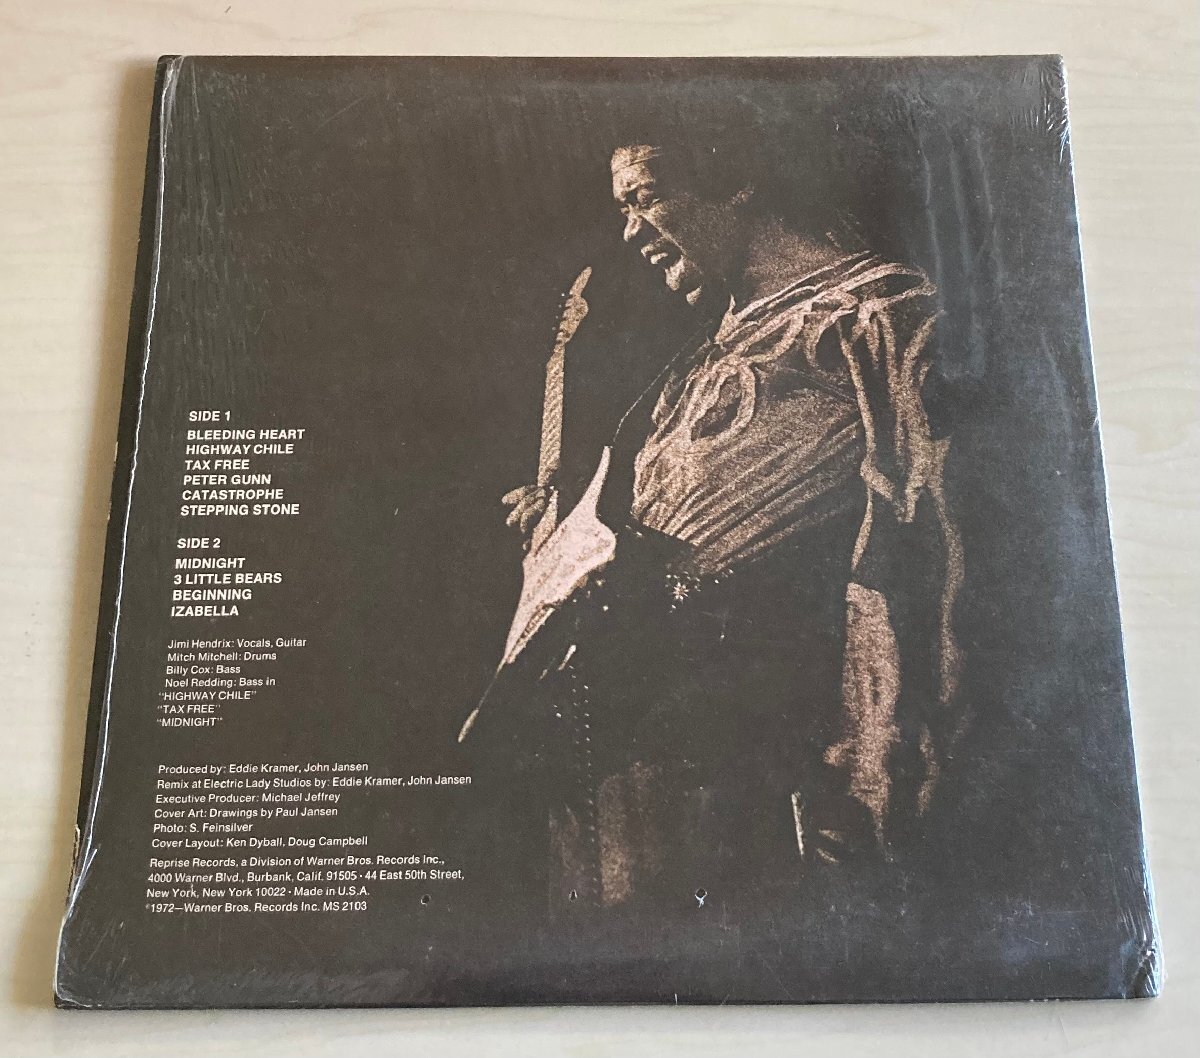 SIDE 1
BLEEDING HEART
HIGHWAY CHILE
TAX FREE
PETER GUNN
CATASTROPHE
STEPPING STONE
SIDE 2
MIDNIGHT
3 LITTLE BEARS
BEGINNING
IZABELLA
Jimi Hendrix: Vocals, Guitar
Mitch Mitchell: Drums
Billy Cox: Bass
Noel Redding: Bass in
"HIGHWAY CHILE"
"TAX FREE"
"MIDNIGHT"
Produced by: Eddie Kramer, John Jansen
Remix at Electric Lady Studios by: Eddie Kramer, John Jansen
Executive Producer: Michael Jeffrey
Cover Art: Drawings by Paul Jansen
Photo: S. Feinsilver
Cover Layout: Ken Dyball, Doug Campbell
Reprise Records, a Division of Warner Bros. Records Inc.,
4000 Warner Blvd., Burbank, Calif. 91505 · 44 East 50th Street,
New York, New York 10022 · Made in U.S.A.
©1972—Warner Bros. Records Inc. MS 2103